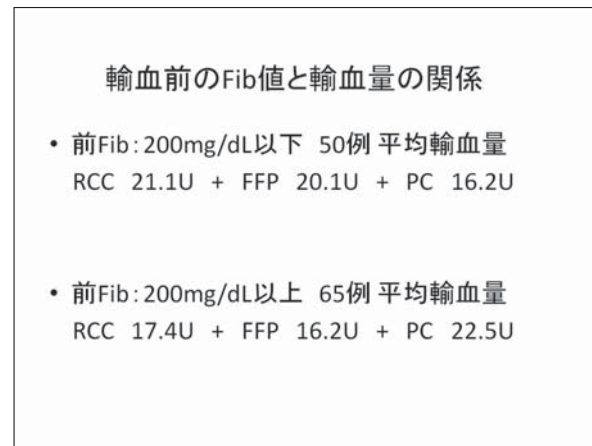 輸血前のFib値と輸血量の関係
• 前Fib：200mg/dL以下 50例 平均輸血量
RCC 21.1U + FFP 20.1U + PC 16.2U
• 前Fib：200mg/dL以上 65例 平均輸血量
RCC 17.4U + FFP 16.2U + PC 22.5U